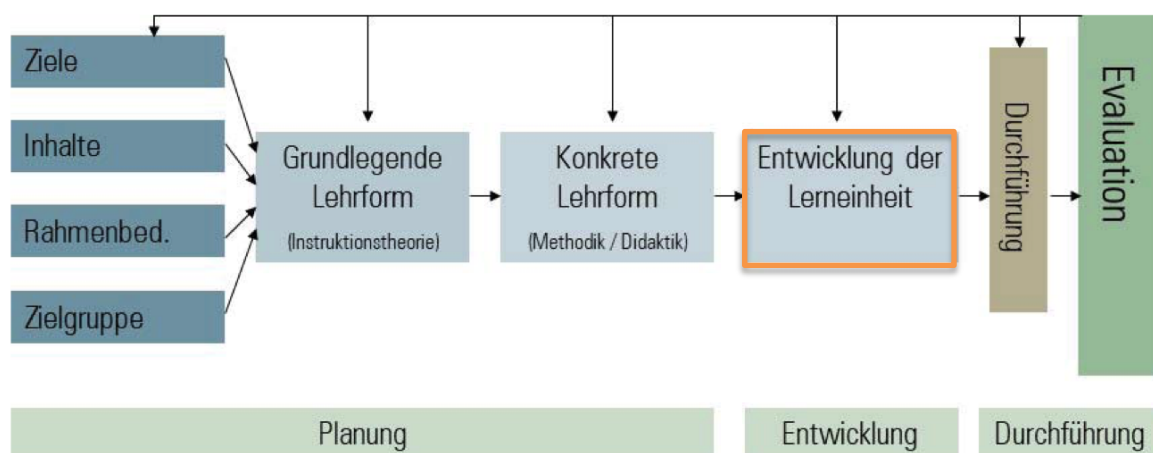 Ziele
Inhalte
Rahmenbed.
Zielgruppe
Grundlegende
Lehrform
(Instruktionstheorie)
Konkrete
Lehrform
(Methodik / Didaktik)
Entwicklung der
Lerneinheit
Durchführung
Evaluation
Planung
Entwicklung
Durchführung